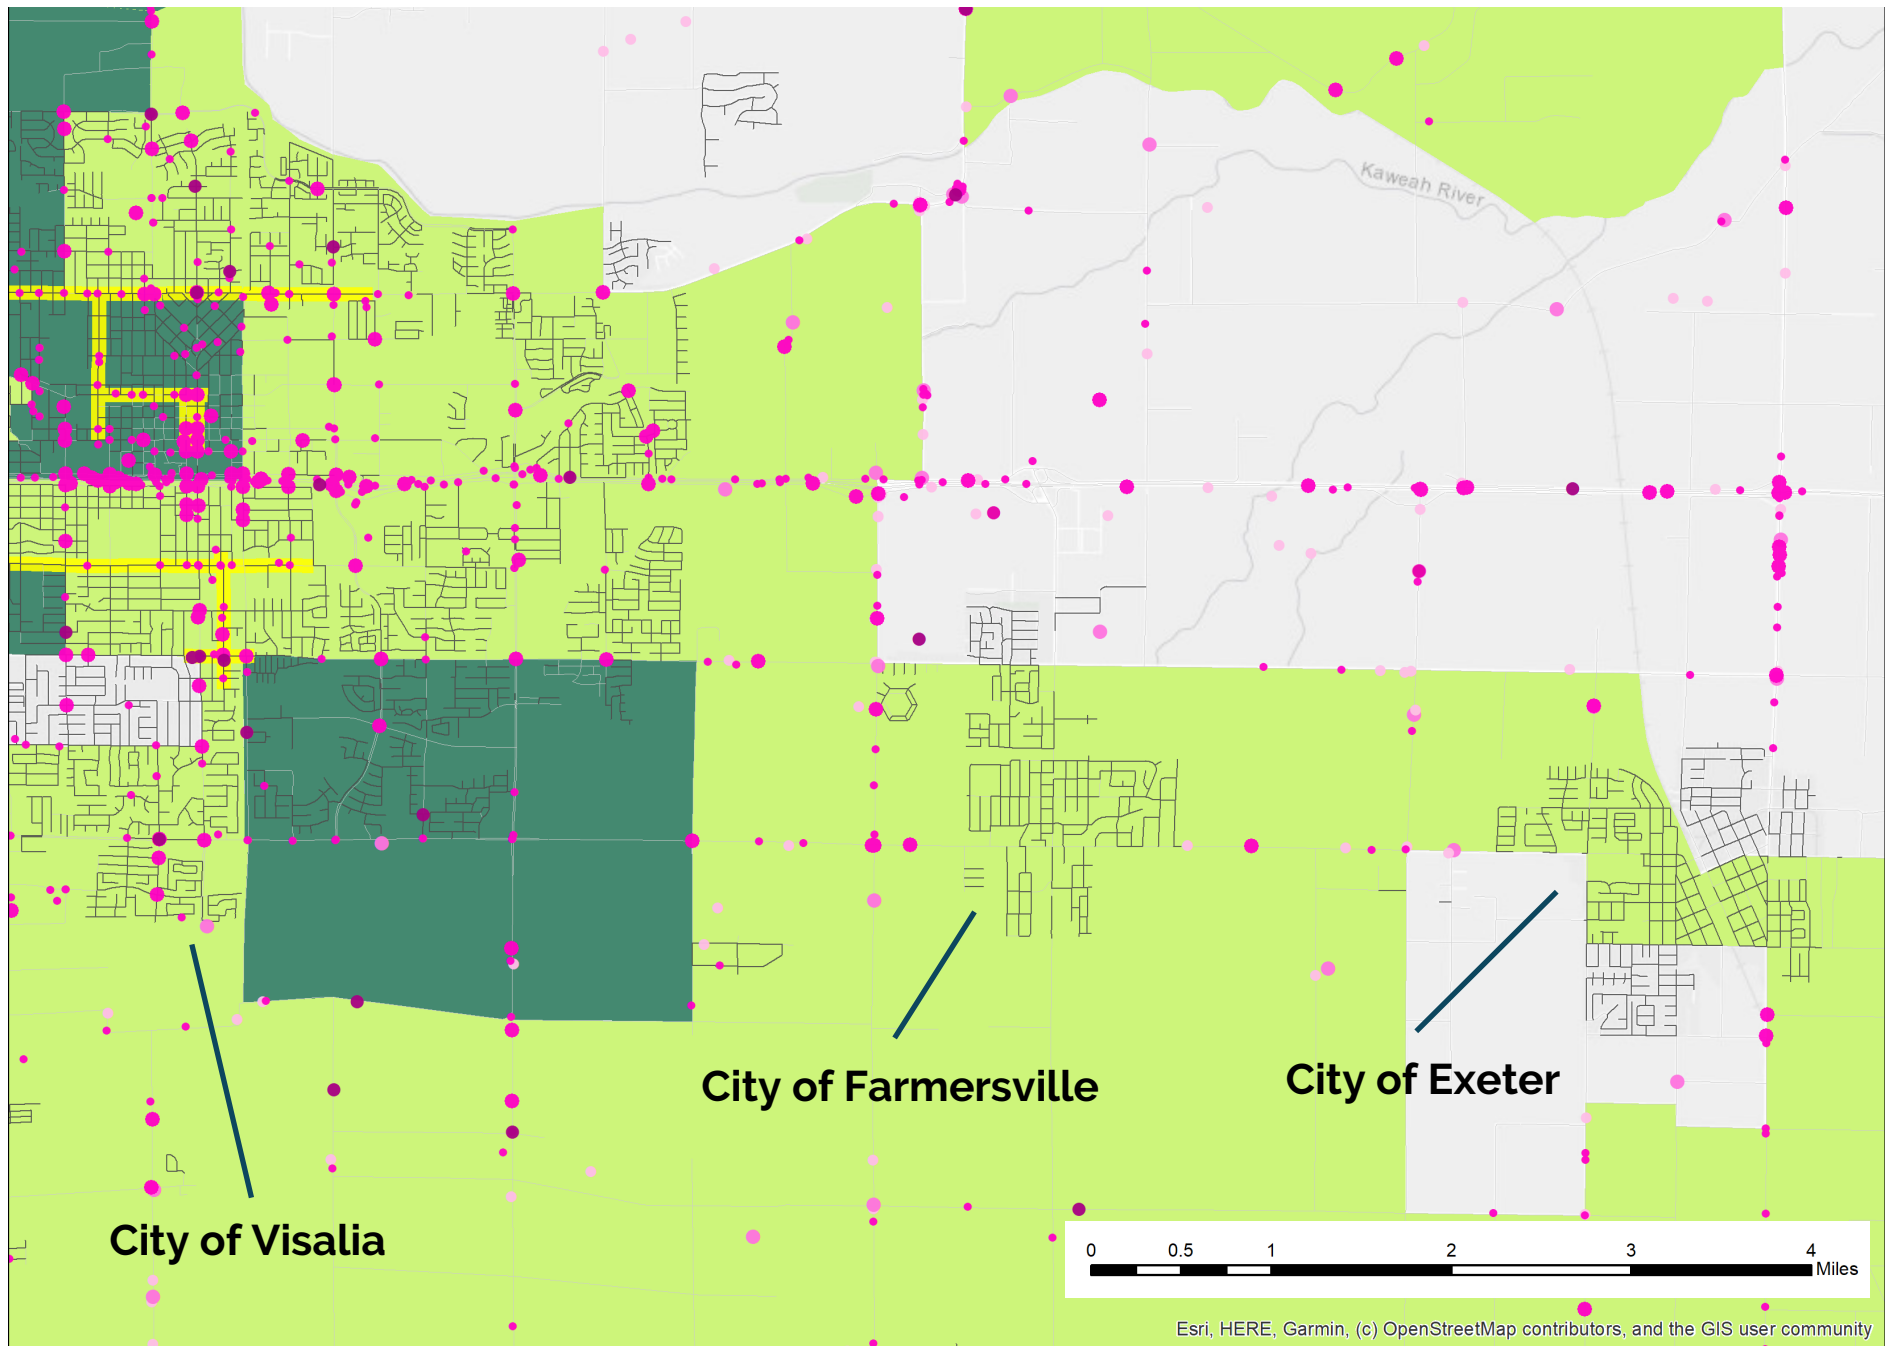 Kaweah River
City of Farmersville
City of Exeter
City of Visalia
0 0.5 1 2 3 4
Miles
Esri, HERE, Garmin, (c) OpenStreetMap contributors, and the GIS user community